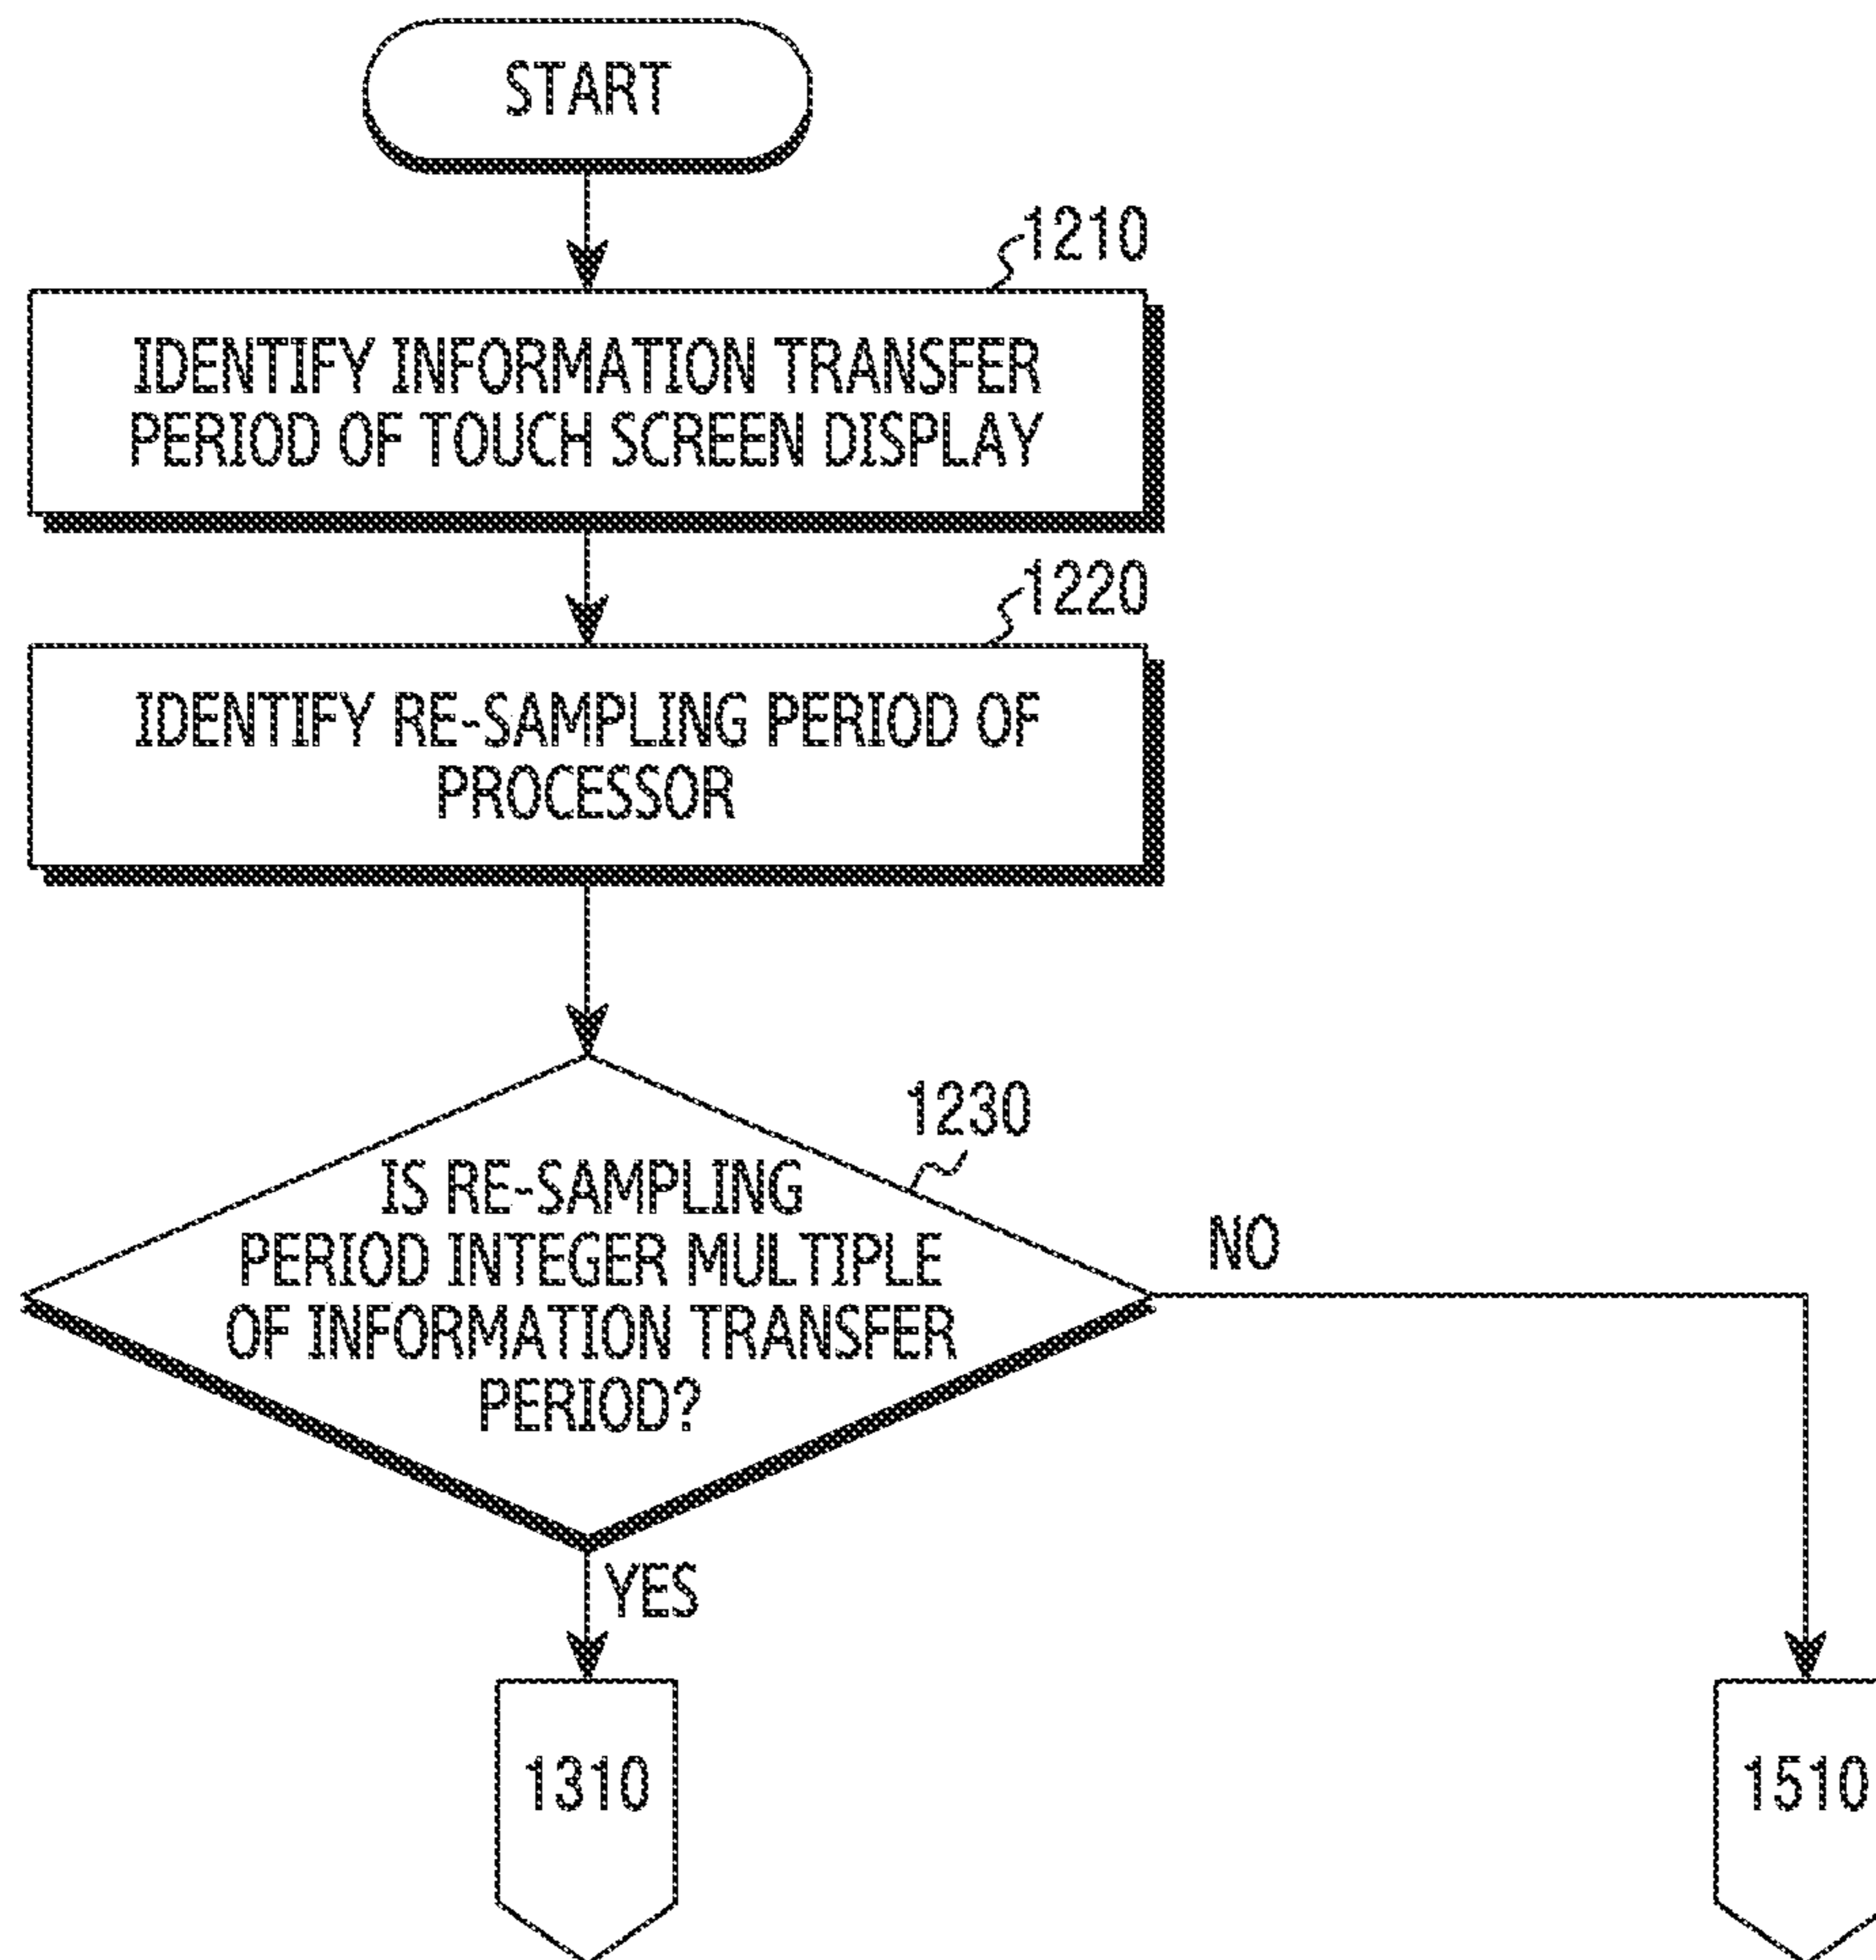 START
1210
IDENTIFY INFORMATION TRANSFER
PERIOD OF TOUCH SCREEN DISPLAY
1220
IDENTIFY RE-SAMPLING PERIOD OF
PROCESSOR
1230
IS RE-SAMPLING
PERIOD INTEGER MULTIPLE
OF INFORMATION TRANSFER
PERIOD?
NO
YES
1310
1510